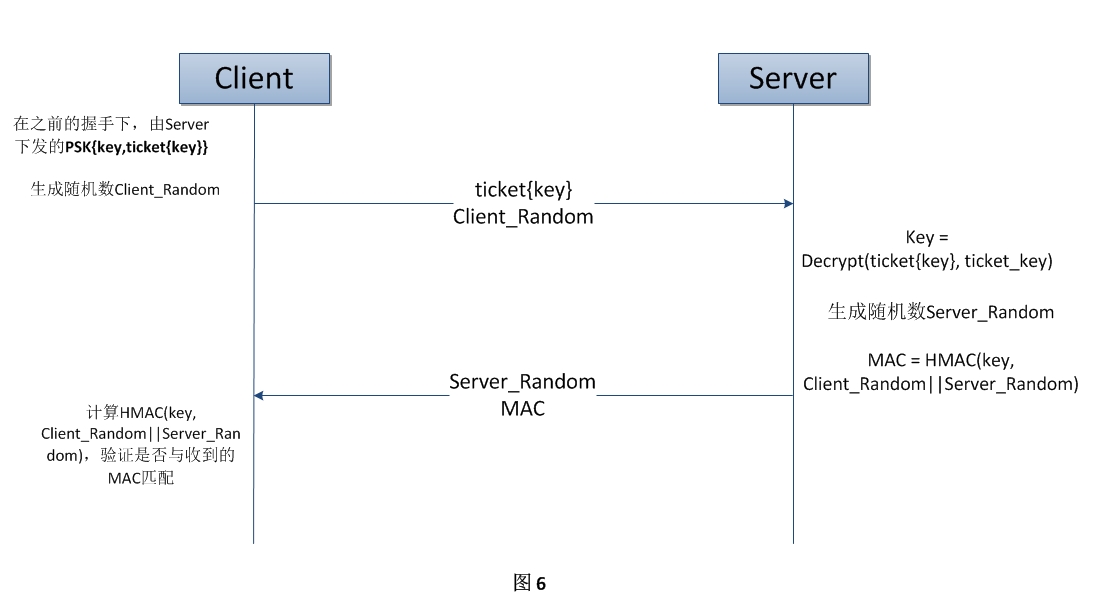 Client
Server
在之前的握手下，由Server
下发的PSK{key,ticket{key}}
生成随机数Client_Random
ticket{key}
Client_Random
Key =
Decrypt(ticket{key}, ticket_key)
生成随机数Server_Random
MAC = HMAC(key,
Client_Random||Server_Random)
Server_Random
MAC
计算HMAC(key,
Client_Random||Server_Ran
dom)，验证是否与收到的
MAC匹配
图 6